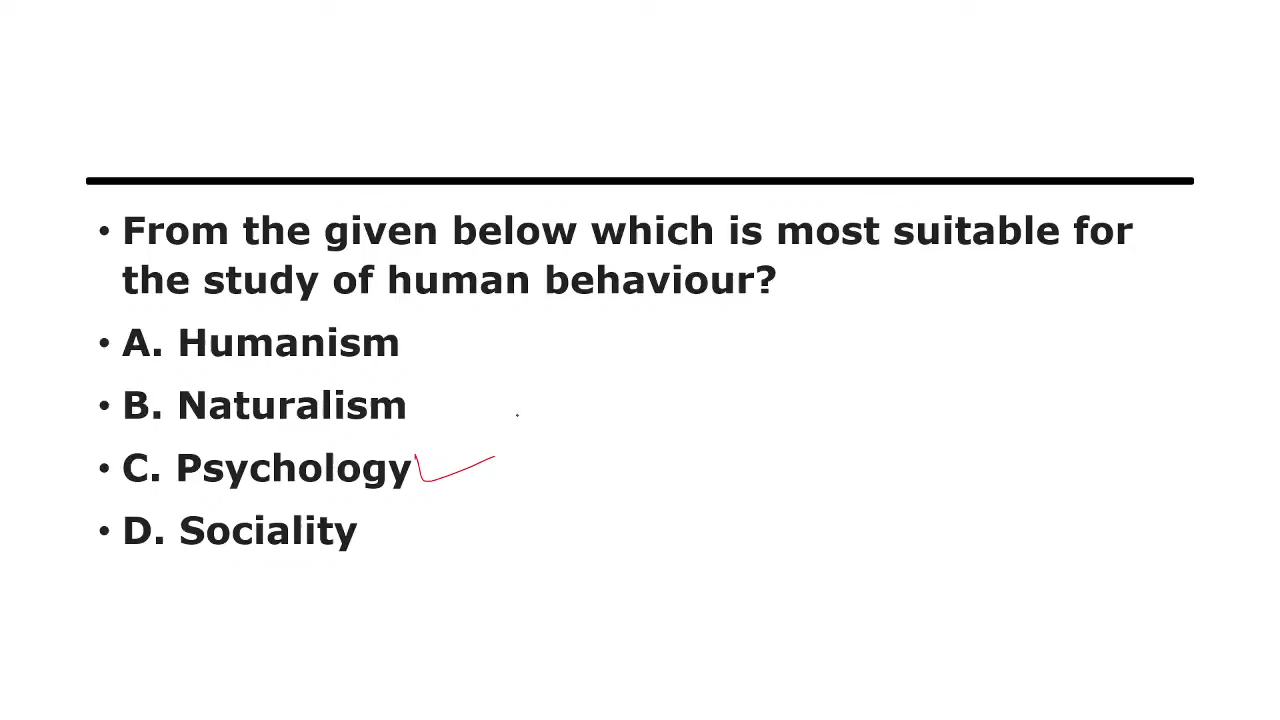 • From the given below which is most suitable for
the study of human behaviour?
• A. Humanism
• B. Naturalism
• C. Psychology
• D. Sociality